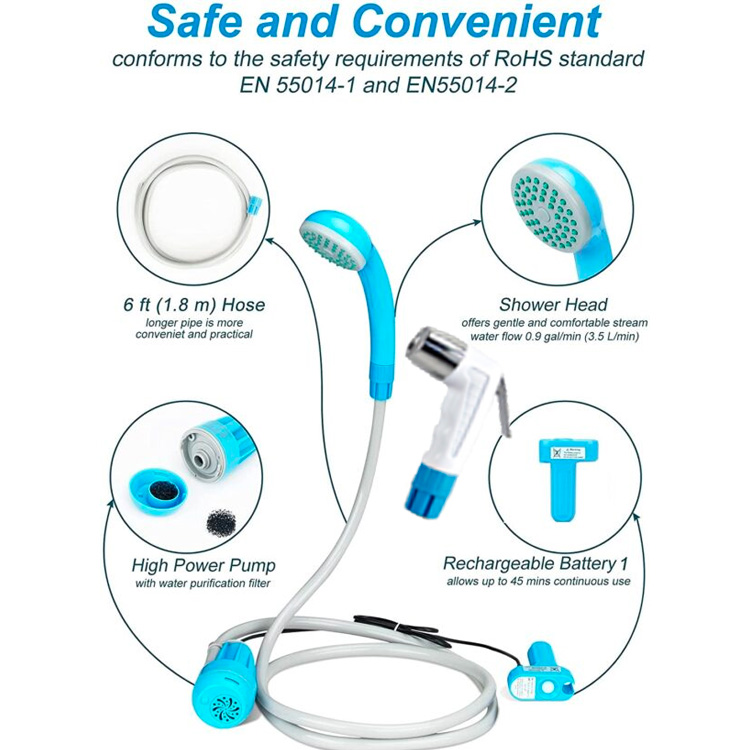 Safe and Convenient
conforms to the safety requirements of RoHS standard
EN 55014-1 and EN55014-2
6 ft (1.8 m) Hose
longer pipe is more
conveniet and practical
Shower Head
offers gentle and comfortable stream
water flow 0.9 gal/min (3.5 L/min)
High Power Pump
with water purification filter
Rechargeable Battery 1
allows up to 45 mins continuous use